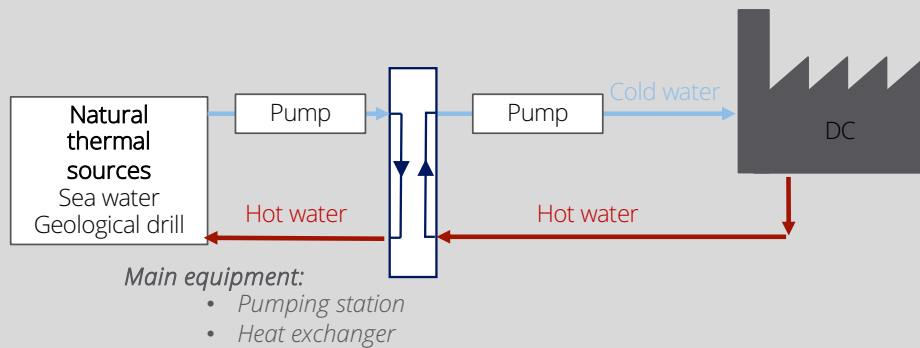 Natural
thermal
sources
Sea water
Geological drill
Pump
Pump
Cold water
DC
Hot water
Hot water
Main equipment:
• Pumping station
• Heat exchanger